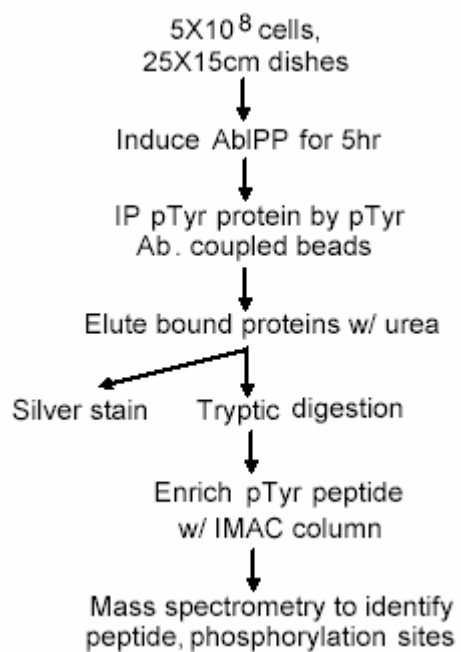 5X10⁸ cells,
25X15cm dishes
Induce AblPP for 5hr
IP pTyr protein by pTyr
Ab. coupled beads
Elute bound proteins w/ urea
Silver stain Tryptic digestion
Enrich pTyr peptide
w/ IMAC column
Mass spectrometry to identify
peptide, phosphorylation sites